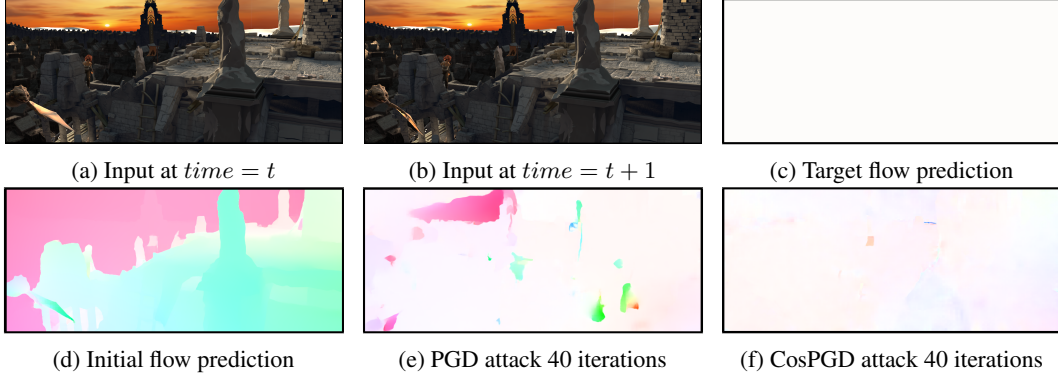 (a) Input at time = t
(b) Input at time = t + 1
(c) Target flow prediction
(d) Initial flow prediction
(e) PGD attack 40 iterations
(f) CosPGD attack 40 iterations